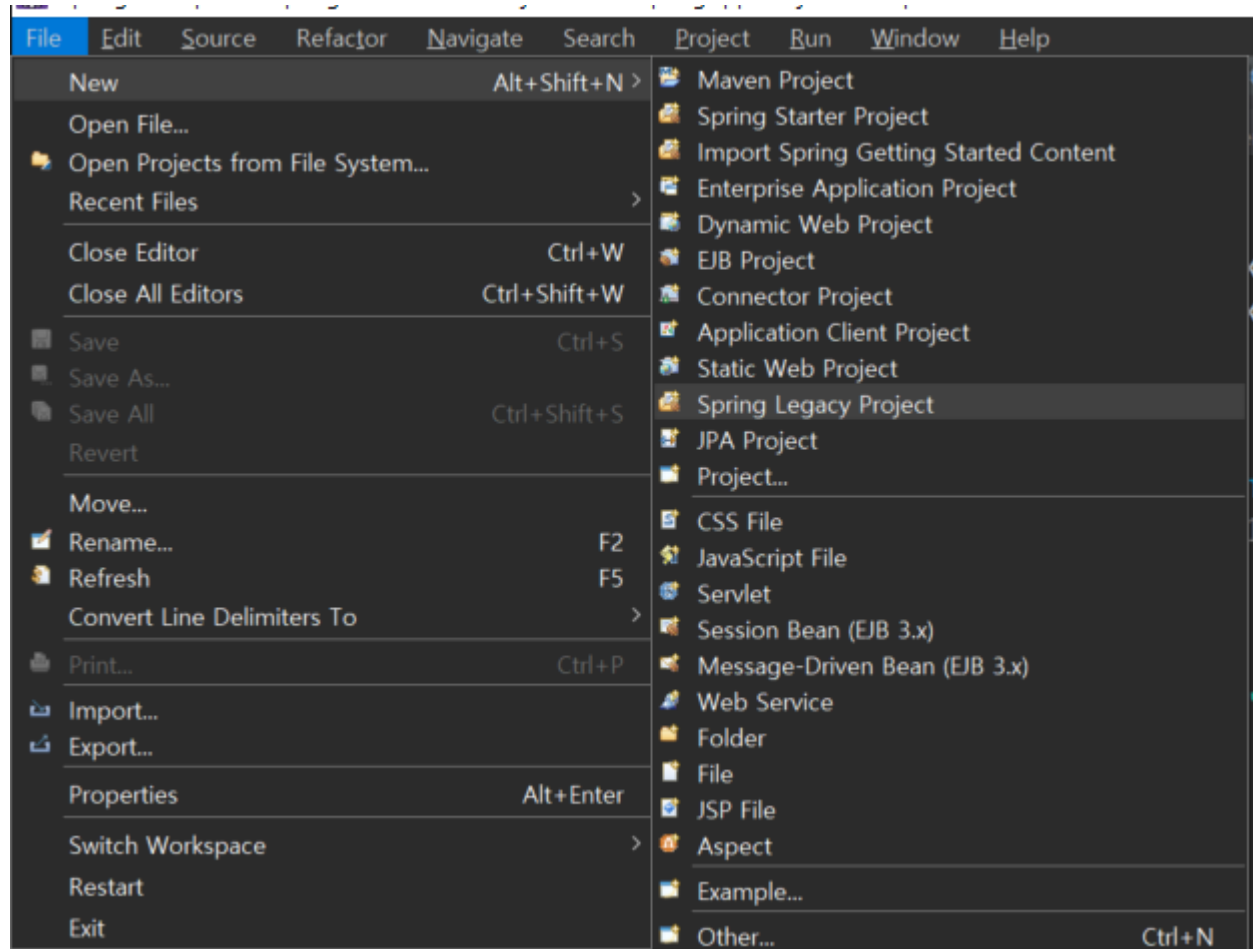 File Edit Source Refactor Navigate Search Project Run Window Help
New Alt+Shift+N >
Open File...
Open Projects from File System...
Recent Files >
Close Editor Ctrl+W
Close All Editors Ctrl+Shift+W
Save Ctrl+S
Save As...
Save All Ctrl+Shift+S
Revert
Move...
Rename... F2
Refresh F5
Convert Line Delimiters To >
Print... Ctrl+P
Import...
Export...
Properties Alt+Enter
Switch Workspace >
Restart
Exit
Maven Project
Spring Starter Project
Import Spring Getting Started Content
Enterprise Application Project
Dynamic Web Project
EJB Project
Connector Project
Application Client Project
Static Web Project
Spring Legacy Project
JPA Project
Project...
CSS File
JavaScript File
Servlet
Session Bean (EJB 3.x)
Message-Driven Bean (EJB 3.x)
Web Service
Folder
File
JSP File
Aspect
Example...
Other... Ctrl+N